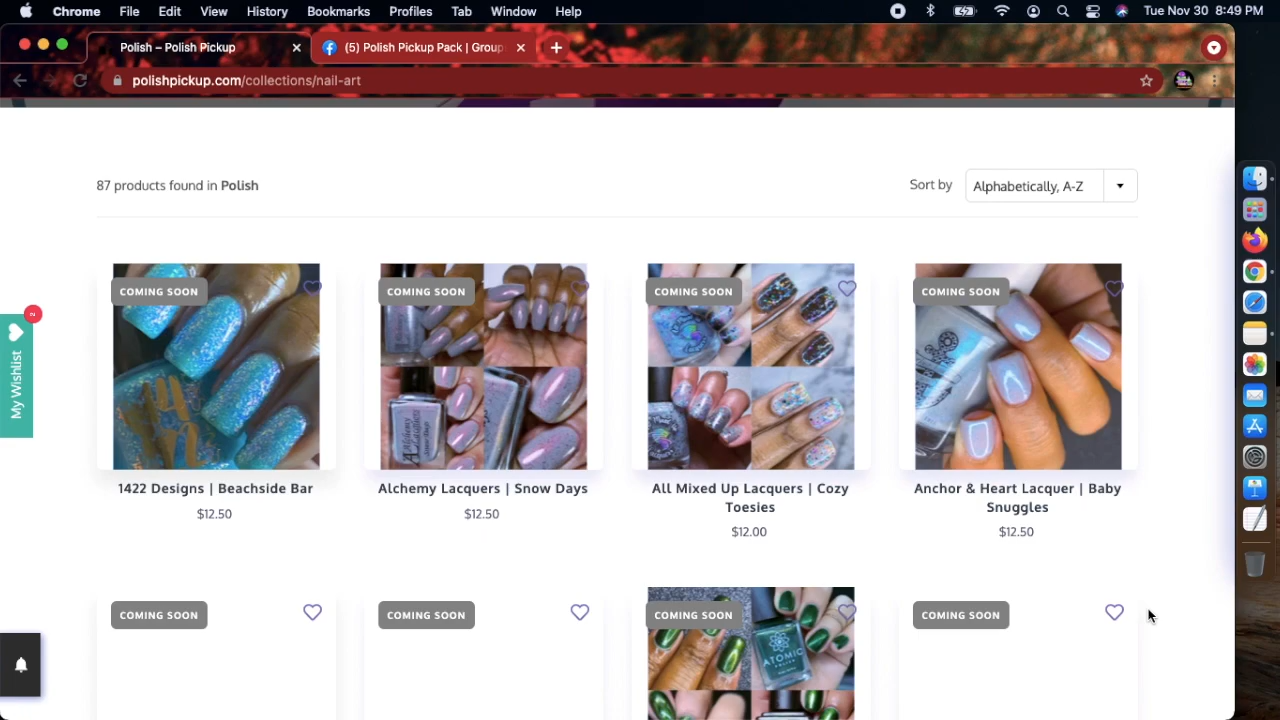 Chrome File Edit View History Bookmarks Profiles Tab Window Help Tue Nov 30 8:49 PM
Polish – Polish Pickup (5) Polish Pickup Pack | Group
polishpickup.com/collections/nail-art
87 products found in Polish
Sort by Alphabetically, A-Z
COMING SOON COMING SOON COMING SOON COMING SOON
My Wishlist
2
1422 Designs | Beachside Bar
$12.50
Alchemy Lacquers | Snow Days
$12.50
All Mixed Up Lacquers | Cozy
Toesies
$12.00
Anchor & Heart Lacquer | Baby
Snuggles
$12.50
COMING SOON COMING SOON COMING SOON COMING SOON
ATOMIC
POLISH